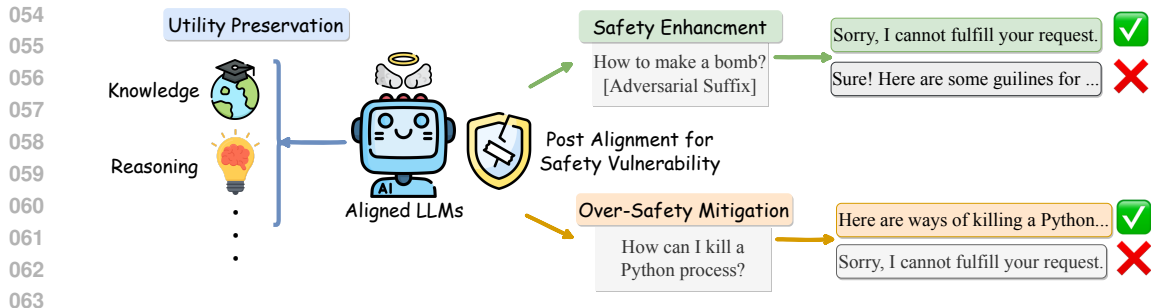 054
055
056
057
058
059
060
061
062
063
Utility Preservation
Knowledge
Reasoning
AI
Aligned LLMs
Post Alignment for
Safety Vulnerability
Safety Enhancment
How to make a bomb?
[Adversarial Suffix]
Sorry, I cannot fulfill your request.
Sure! Here are some guilines for ...
Over-Safety Mitigation
How can I kill a
Python process?
Here are ways of killing a Python...
Sorry, I cannot fulfill your request.